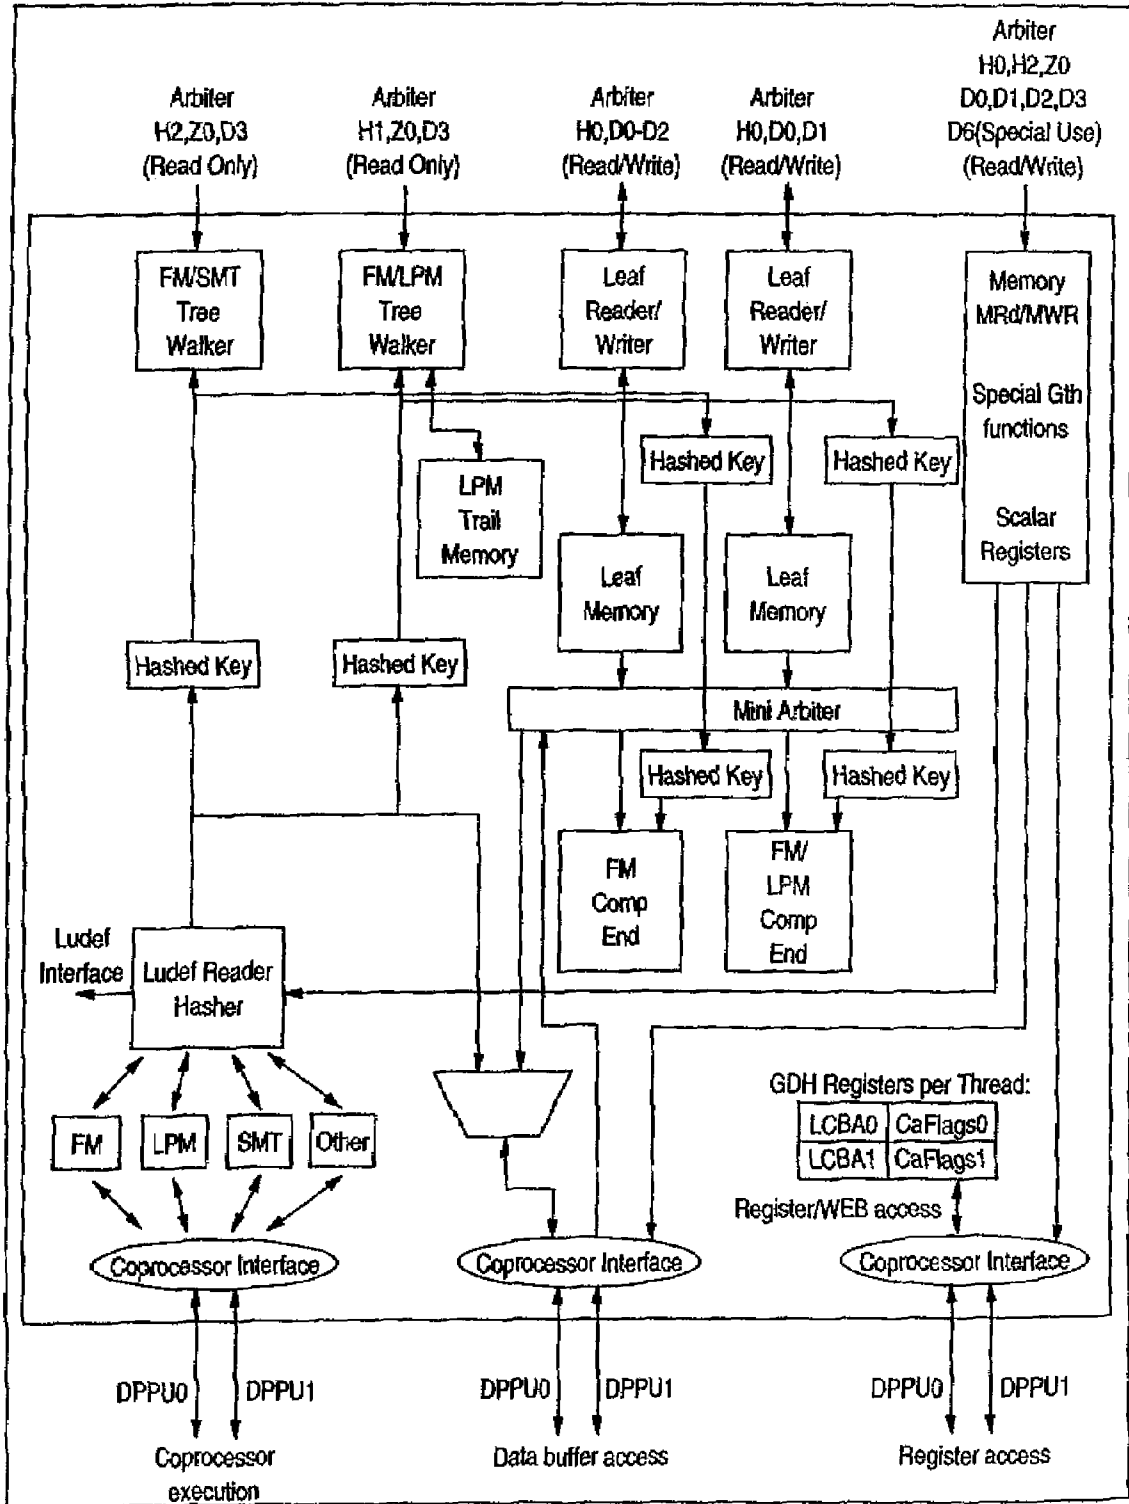 Arbiter
H2,Z0,D3
(Read Only)
Arbiter
H1,Z0,D3
(Read Only)
Arbiter
H0,D0-D2
(Read/Write)
Arbiter
H0,D0,D1
(Read/Write)
Arbiter
H0,H2,Z0
D0,D1,D2,D3
D6(Special Use)
(Read/Write)
FM/SMT
Tree
Walker
FM/LPM
Tree
Walker
Leaf
Reader/
Writer
Leaf
Reader/
Writer
Memory
MRd/MWR
Special Gth
functions
Scalar
Registers
Hashed Key
Hashed Key
LPM
Trail
Memory
Leaf
Memory
Leaf
Memory
Hashed Key
Hashed Key
Mini Arbiter
Hashed Key
Hashed Key
FM
Comp
End
FM/
LPM
Comp
End
Ludef
Interface
Ludef Reader
Hasher
FM
LPM
SMT
Other
GDH Registers per Thread:
LCBA0 CaFlags0
LCBA1 CaFlags1
Register/WEB access
Coprocessor Interface
Coprocessor Interface
Coprocessor Interface
DPPU0
DPPU1
DPPU0
DPPU1
DPPU0
DPPU1
Coprocessor
execution
Data buffer access
Register access